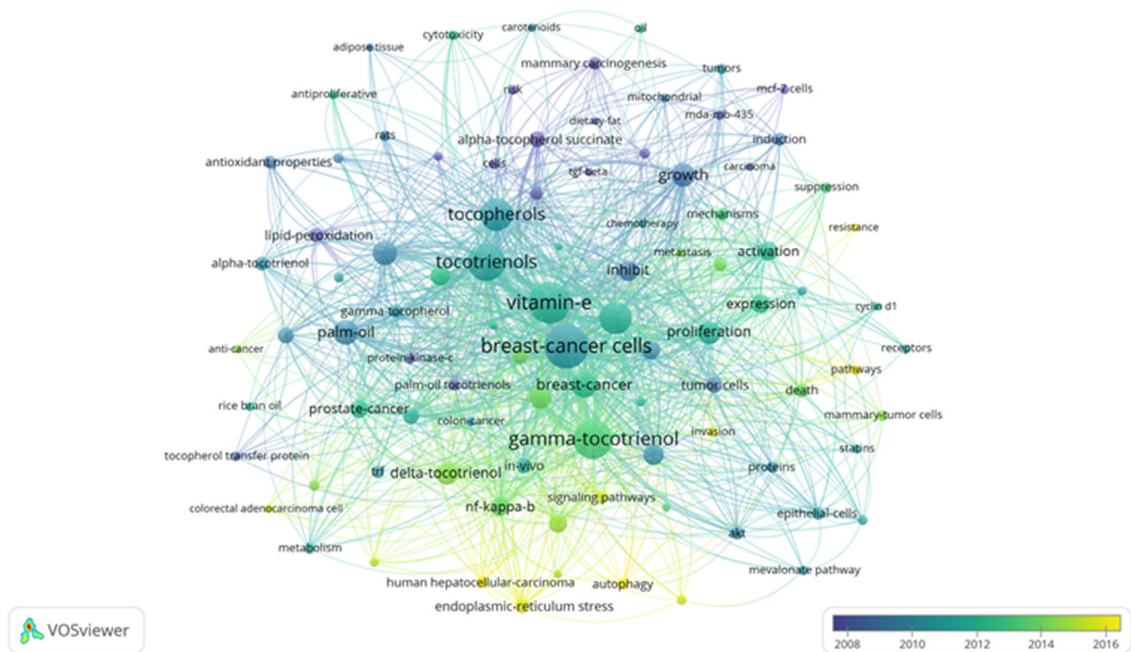 carotenoids
oil
cytotoxicity
adipose tissue
mammary carcinogenesis
tumors
risk
mcf-7 cells
antiproliferative
mitochondrial
mda-mb-435
dietary-fat
rats
alpha-tocopherol succinate
induction
antioxidant properties
cells
tgf-beta
carcinoma
growth
suppression
tocopherols
mechanisms
chemotherapy
resistance
lipid-peroxidation
metastasis
activation
alpha-tocotrienol
tocotrienols
inhibit
vitamin-e
expression
cyclin d1
gamma-tocopherol
palm-oil
proliferation
breast-cancer cells
receptors
anti-cancer
protein-kinase-c
pathways
palm-oil tocotrienols
breast-cancer
tumor cells
death
rice bran oil
prostate-cancer
mammary-tumor cells
colon-cancer
invasion
gamma-tocotrienol
statins
tocopherol transfer protein
in-vivo
proteins
trf
delta-tocotrienol
signaling pathways
colorectal adenocarcinoma cell
nf-kappa-b
epithelial-cells
akt
metabolism
mevalonate pathway
human hepatocellular-carcinoma
autophagy
endoplasmic-reticulum stress
VOSviewer
2008 2010 2012 2014 2016